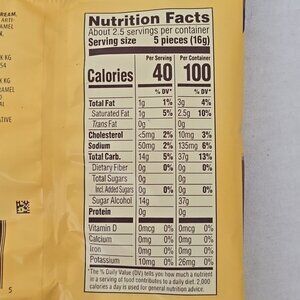 REAM,
Nutrition Facts
About 2.5 servings per container
Serving size 5 pieces (16g)
Per Serving Per Container
Calories 40 100
% DV* % DV*
Total Fat 1g 1% 3g 4%
Saturated Fat 1g 5% 2.5g 10%
Trans Fat 0g 0g
Cholesterol <5mg 2% 10mg 3%
Sodium 50mg 2% 135mg 6%
Total Carb. 14g 5% 37g 13%
Dietary Fiber 0g 0% 0g 0%
Total Sugars 0g 0g
Incl. Added Sugars 0g 0% 0g 0%
Sugar Alcohol 14g 37g
Protein 0g 0g
Vitamin D 0mcg 0% 0mcg 0%
Calcium 0mg 0% 0mg 0%
Iron 0mg 0% 0mg 0%
Potassium 10mg 0% 26mg 0%
*The % Daily Value (DV) tells you how much a nutrient
in a serving of food contributes to a daily diet. 2,000
calories a day is used for general nutrition advice.
5